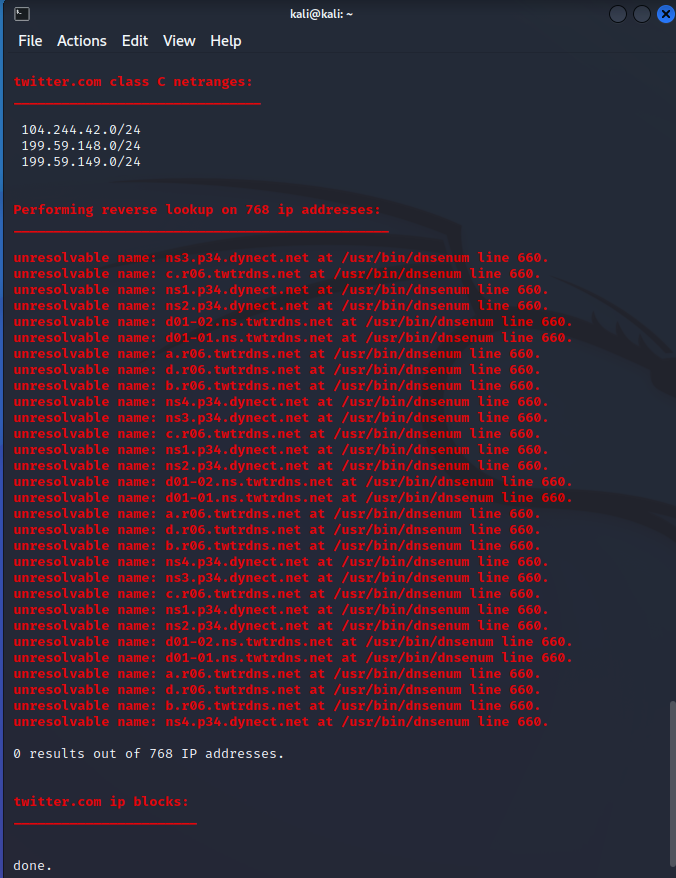 kali@kali: ~
File Actions Edit View Help
twitter.com class C netranges:
104.244.42.0/24
199.59.148.0/24
199.59.149.0/24
Performing reverse lookup on 768 ip addresses:
unresolvable name: ns3.p34.dynect.net at /usr/bin/dnsenum line 660.
unresolvable name: c.r06.twtrdns.net at /usr/bin/dnsenum line 660.
unresolvable name: ns1.p34.dynect.net at /usr/bin/dnsenum line 660.
unresolvable name: ns2.p34.dynect.net at /usr/bin/dnsenum line 660.
unresolvable name: d01-02.ns.twtrdns.net at /usr/bin/dnsenum line 660.
unresolvable name: d01-01.ns.twtrdns.net at /usr/bin/dnsenum line 660.
unresolvable name: a.r06.twtrdns.net at /usr/bin/dnsenum line 660.
unresolvable name: d.r06.twtrdns.net at /usr/bin/dnsenum line 660.
unresolvable name: b.r06.twtrdns.net at /usr/bin/dnsenum line 660.
unresolvable name: ns4.p34.dynect.net at /usr/bin/dnsenum line 660.
unresolvable name: ns3.p34.dynect.net at /usr/bin/dnsenum line 660.
unresolvable name: c.r06.twtrdns.net at /usr/bin/dnsenum line 660.
unresolvable name: ns1.p34.dynect.net at /usr/bin/dnsenum line 660.
unresolvable name: ns2.p34.dynect.net at /usr/bin/dnsenum line 660.
unresolvable name: d01-02.ns.twtrdns.net at /usr/bin/dnsenum line 660.
unresolvable name: d01-01.ns.twtrdns.net at /usr/bin/dnsenum line 660.
unresolvable name: a.r06.twtrdns.net at /usr/bin/dnsenum line 660.
unresolvable name: d.r06.twtrdns.net at /usr/bin/dnsenum line 660.
unresolvable name: b.r06.twtrdns.net at /usr/bin/dnsenum line 660.
unresolvable name: ns4.p34.dynect.net at /usr/bin/dnsenum line 660.
unresolvable name: ns3.p34.dynect.net at /usr/bin/dnsenum line 660.
unresolvable name: c.r06.twtrdns.net at /usr/bin/dnsenum line 660.
unresolvable name: ns1.p34.dynect.net at /usr/bin/dnsenum line 660.
unresolvable name: ns2.p34.dynect.net at /usr/bin/dnsenum line 660.
unresolvable name: d01-02.ns.twtrdns.net at /usr/bin/dnsenum line 660.
unresolvable name: d01-01.ns.twtrdns.net at /usr/bin/dnsenum line 660.
unresolvable name: a.r06.twtrdns.net at /usr/bin/dnsenum line 660.
unresolvable name: d.r06.twtrdns.net at /usr/bin/dnsenum line 660.
unresolvable name: b.r06.twtrdns.net at /usr/bin/dnsenum line 660.
unresolvable name: ns4.p34.dynect.net at /usr/bin/dnsenum line 660.
0 results out of 768 IP addresses.
twitter.com ip blocks:
done.